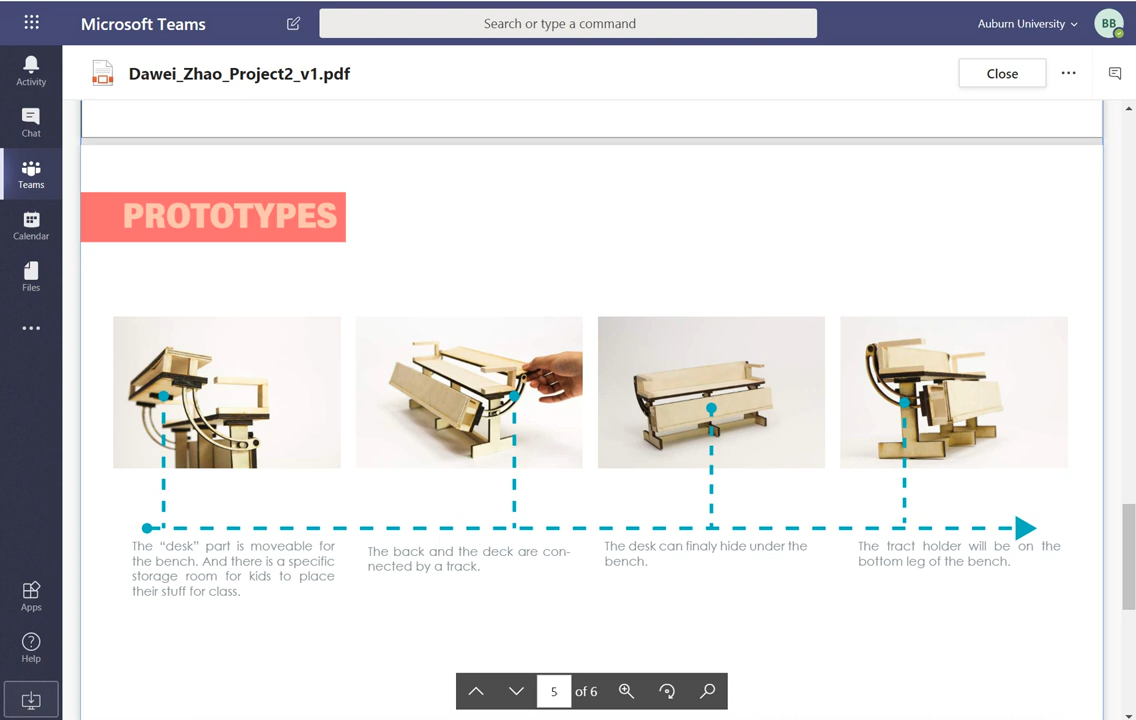 Microsoft Teams
Search or type a command
Auburn University
BB
Activity
Chat
Teams
Calendar
Files
Apps
Help
Dawei_Zhao_Project2_v1.pdf
Close
PROTOTYPES
The “desk” part is moveable for
the bench. And there is a specific
storage room for kids to place
their stuff for class.
The back and the deck are con-
nected by a track.
The desk can finaly hide under the
bench.
The tract holder will be on the
bottom leg of the bench.
5 of 6